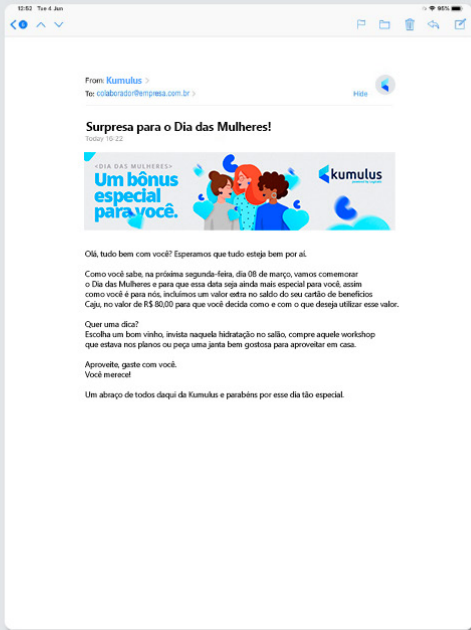 12:53 Tue 4 Jun
95%
From: Kumulus >
To: colaborador@empresa.com.br >
Hide
Surpresa para o Dia das Mulheres!
Today 16:22
<DIA DAS MULHERES>
Um bônus
especial
para você.
kumulus
Olá, tudo bem com você? Esperamos que tudo esteja bem por aí.
Como você sabe, na próxima segunda-feira, dia 08 de março, vamos comemorar
o Dia das Mulheres e para que essa data seja ainda mais especial para você, assim
como você é para nós, incluímos um valor extra no saldo do seu cartão de benefícios
Caju, no valor de R$ 80,00 para que você decida como e com o que deseja utilizar esse valor.
Quer uma dica?
Escolha um bom vinho, invista naquela hidratação no salão, compre aquele workshop
que estava nos planos ou peça uma janta bem gostosa para aproveitar em casa.
Aproveite, gaste com você.
Você merece!
Um abraço de todos daqui da Kumulus e parabéns por esse dia tão especial.